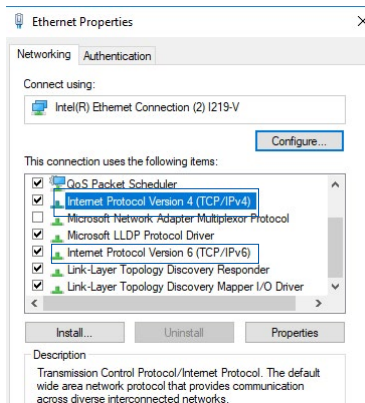 Ethernet Properties
Networking Authentication
Connect using:
Intel(R) Ethernet Connection (2) I219-V
Configure...
This connection uses the following items:
QoS Packet Scheduler
Internet Protocol Version 4 (TCP/IPv4)
Microsoft Network Adapter Multiplexor Protocol
Microsoft LLDP Protocol Driver
Internet Protocol Version 6 (TCP/IPv6)
Link-Layer Topology Discovery Responder
Link-Layer Topology Discovery Mapper I/O Driver
Install... Uninstall Properties
Description
Transmission Control Protocol/Internet Protocol. The default
wide area network protocol that provides communication
across diverse interconnected networks.